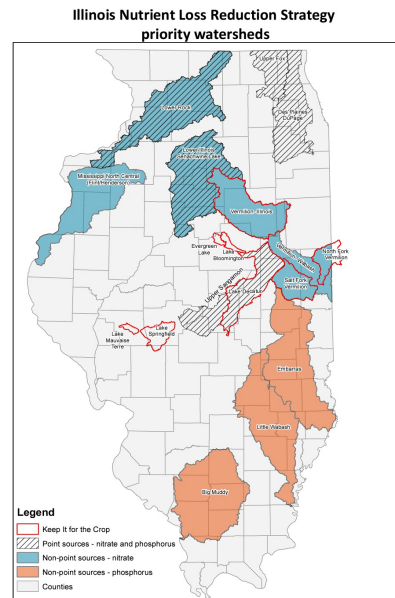 Illinois Nutrient Loss Reduction Strategy
priority watersheds
Upper Fox
Des Plaines
DuPage
Lower Rock
Lower Illinois
Senachwine Lake
Mississippi North Central
Flint/Henderson
Vermilion-Illinois
Evergreen
Lake
Lake
Bloomington
Vermilion-Wabash
North Fork
Vermilion
Salt Fork
Vermilion
Upper Sangamon
Lake Decatur
Lake
Mauvaise
Terre
Lake
Springfield
Embarras
Little Wabash
Big Muddy
Legend
Keep It for the Crop
Point sources - nitrate and phosphorus
Non-point sources - nitrate
Non-point sources - phosphorus
Counties